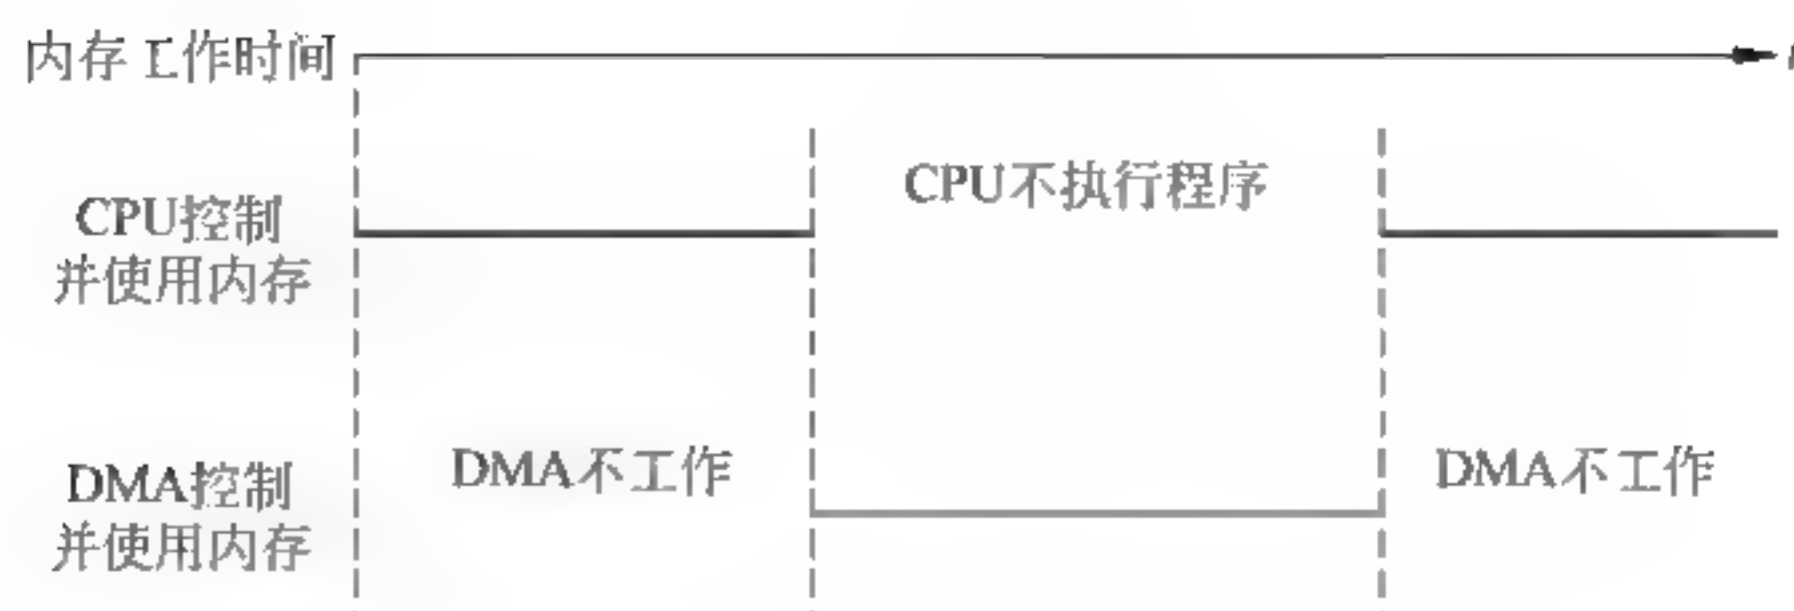 内存工作时间
CPU不执行程序
CPU控制
并使用内存
DMA不工作
DMA不工作
DMA控制
并使用内存